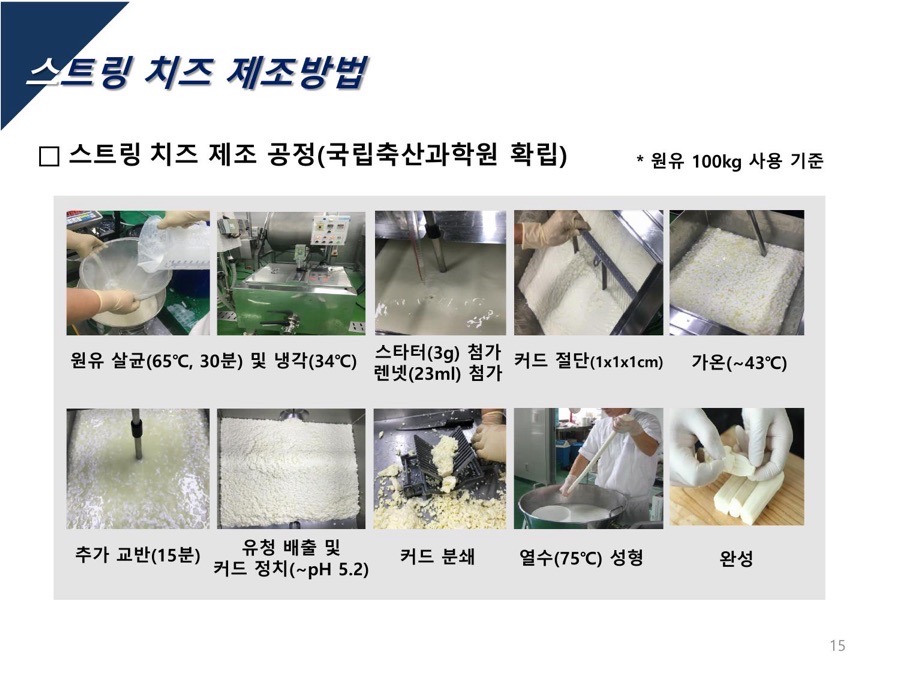 스트링 치즈 제조방법
□ 스트링 치즈 제조 공정(국립축산과학원 확립)
* 원유 100kg 사용 기준
원유 살균(65℃, 30분) 및 냉각(34℃)
스타터(3g) 첨가
렌넷(23ml) 첨가
커드 절단(1x1x1cm)
가온(~43℃)
추가 교반(15분)
유청 배출 및
커드 정치(~pH 5.2)
커드 분쇄
열수(75℃) 성형
완성
15